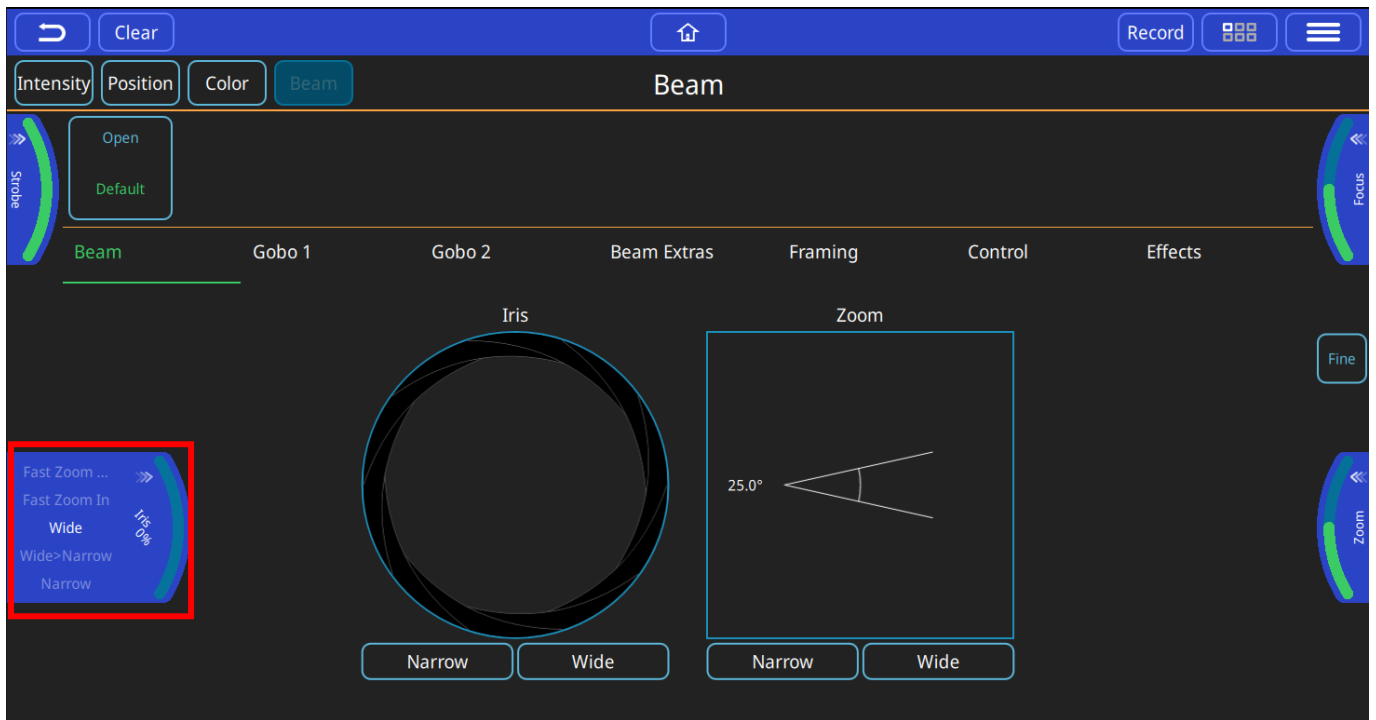 Clear
Record
Intensity
Position
Color
Beam
Beam
Open
Default
Strobe
Focus
Beam
Gobo 1
Gobo 2
Beam Extras
Framing
Control
Effects
Iris
Zoom
Fine
Fast Zoom ...
Fast Zoom In
Wide
Wide>Narrow
Narrow
Iris
0%
25.0°
Zoom
Narrow
Wide
Narrow
Wide